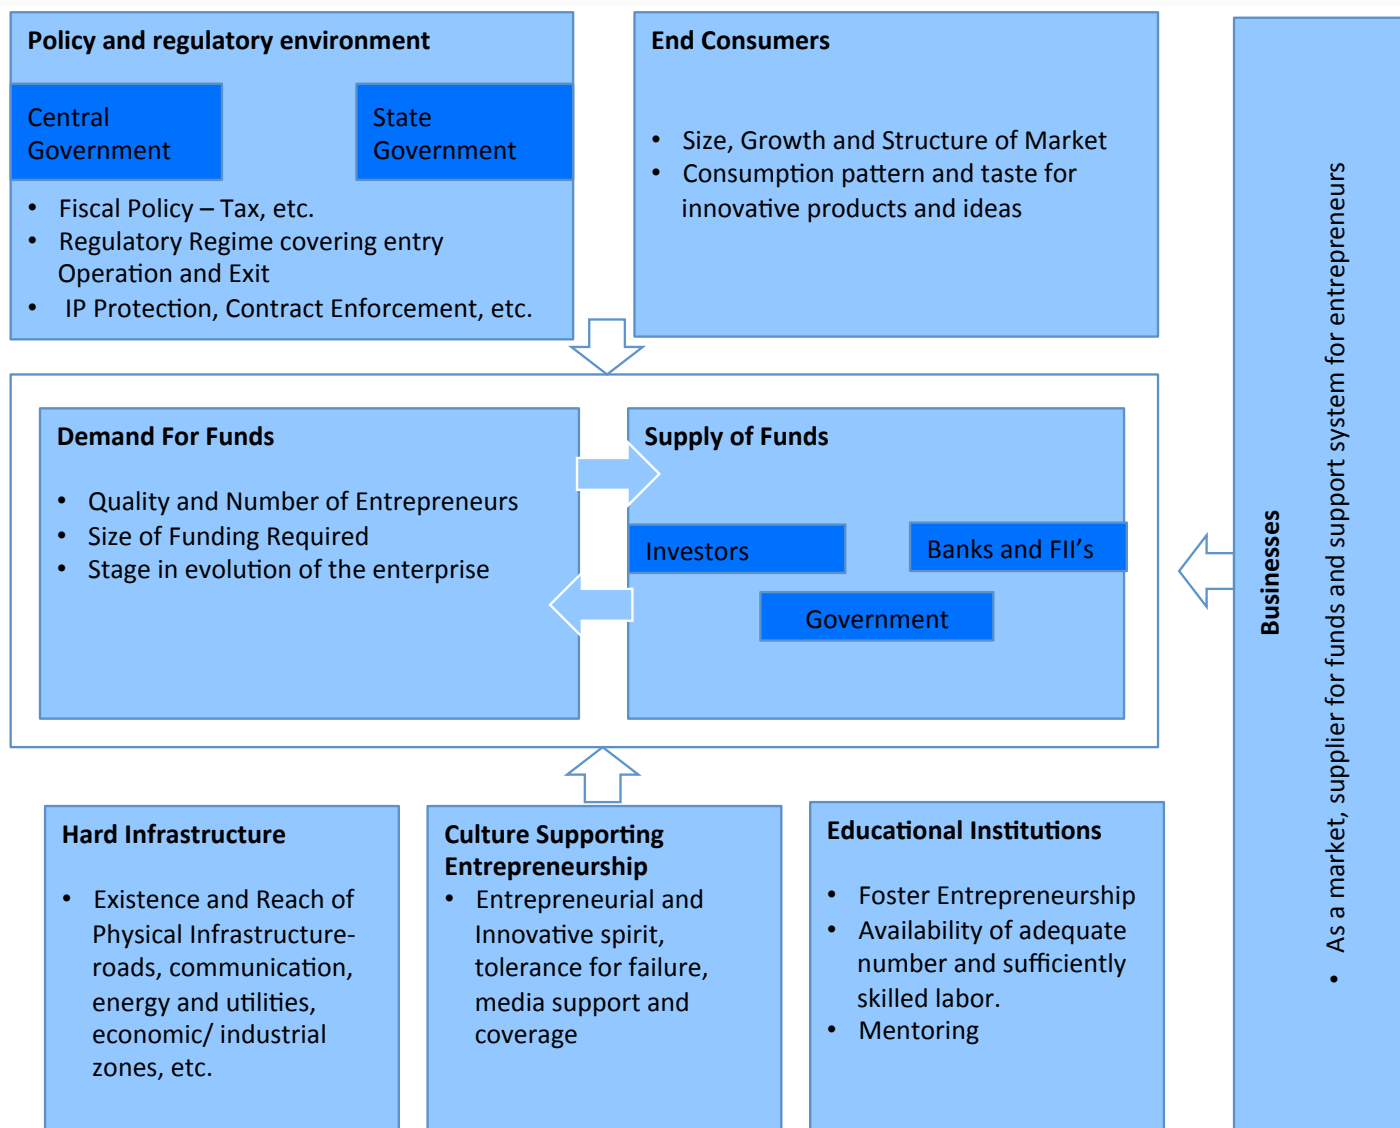 Policy and regulatory environment
Central
Government
State
Government
• Fiscal Policy – Tax, etc.
• Regulatory Regime covering entry
Operation and Exit
• IP Protection, Contract Enforcement, etc.
End Consumers
• Size, Growth and Structure of Market
• Consumption pattern and taste for
innovative products and ideas
Demand For Funds
• Quality and Number of Entrepreneurs
• Size of Funding Required
• Stage in evolution of the enterprise
Supply of Funds
Investors
Banks and FII's
Government
Businesses
• As a market, supplier for funds and support system for entrepreneurs
Hard Infrastructure
• Existence and Reach of
Physical Infrastructure-
roads, communication,
energy and utilities,
economic/ industrial
zones, etc.
Culture Supporting
Entrepreneurship
• Entrepreneurial and
Innovative spirit,
tolerance for failure,
media support and
coverage
Educational Institutions
• Foster Entrepreneurship
• Availability of adequate
number and sufficiently
skilled labor.
• Mentoring